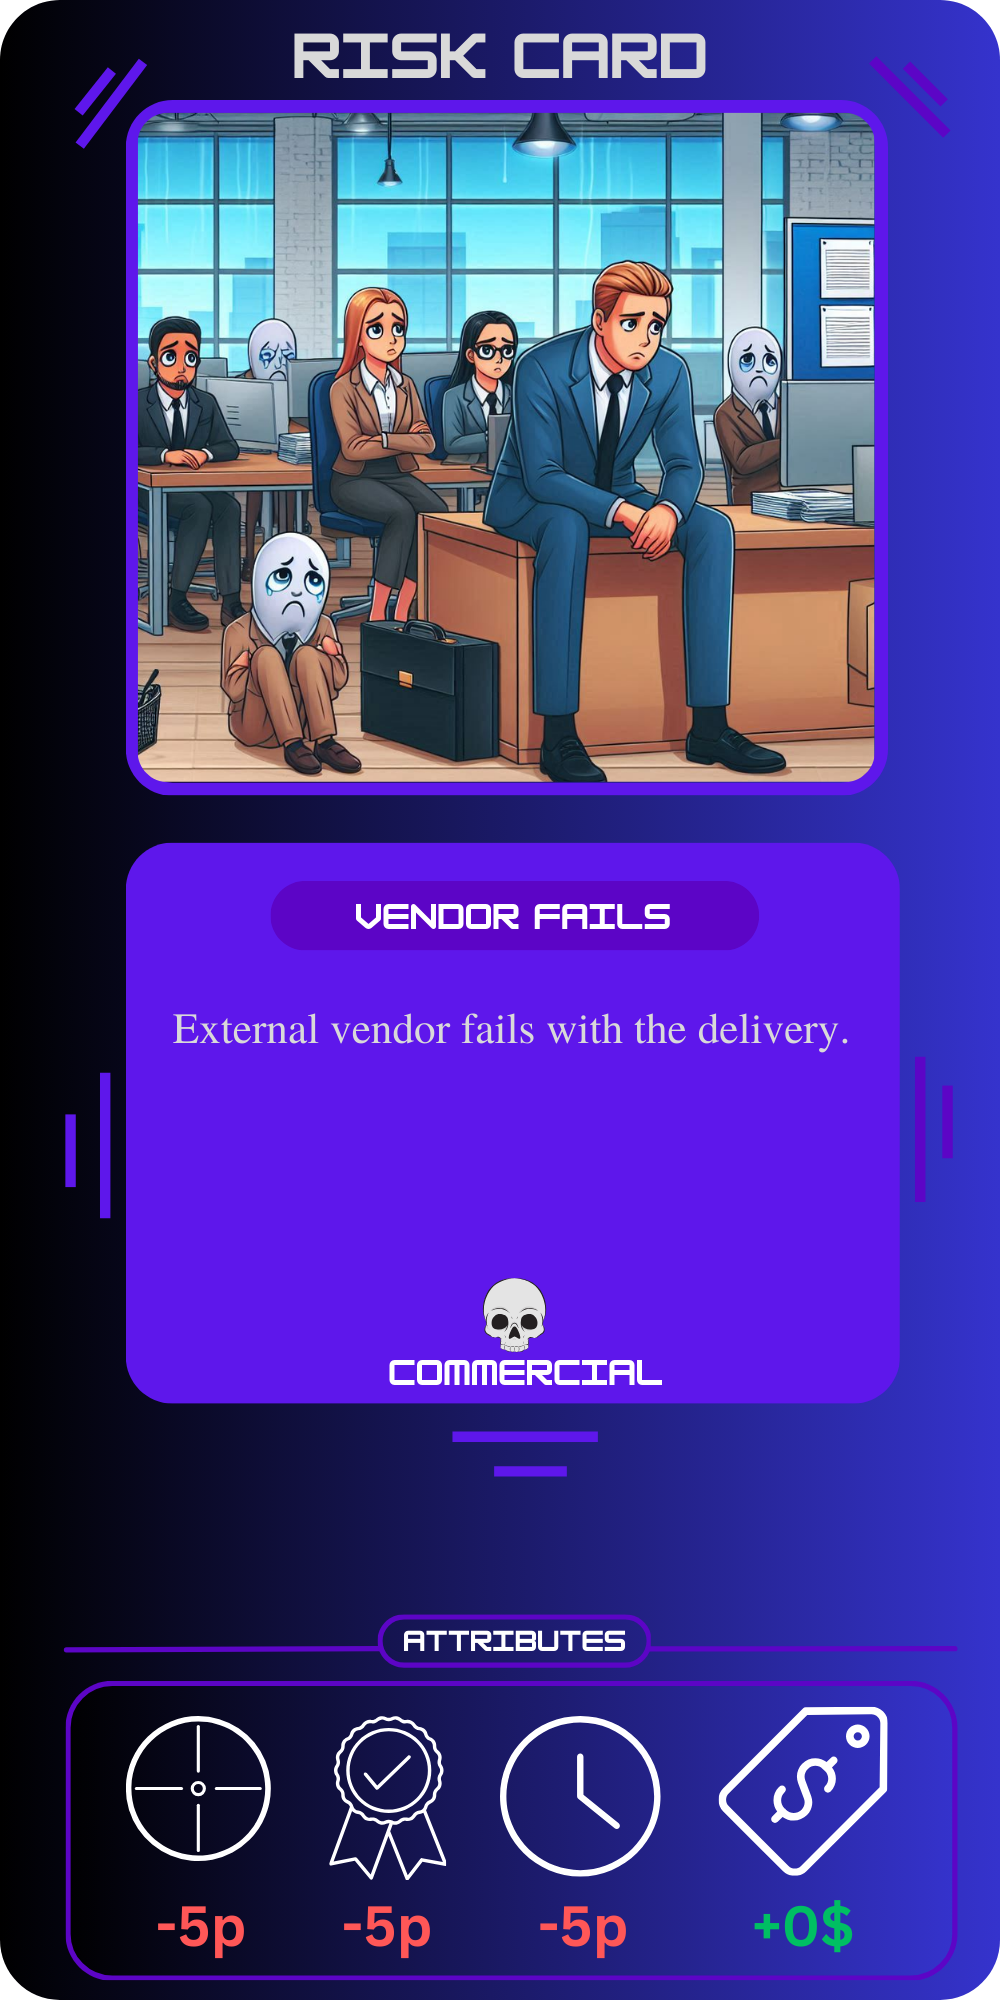 RISK CARD
VENDOR FAILS
External vendor fails with the delivery.
COMMERCIAL
ATTRIBUTES
$
-5p -5p -5p +0$